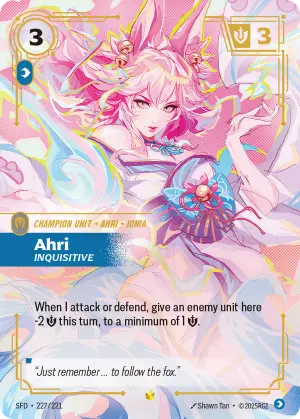 3
3
CHAMPION UNIT • AHRI • IONIA
Ahri
INQUISITIVE
When I attack or defend, give an enemy unit here
-2 this turn, to a minimum of 1.
"Just remember... to follow the fox."
SFD • 227/221
Shawn Tan • ©2025RGI